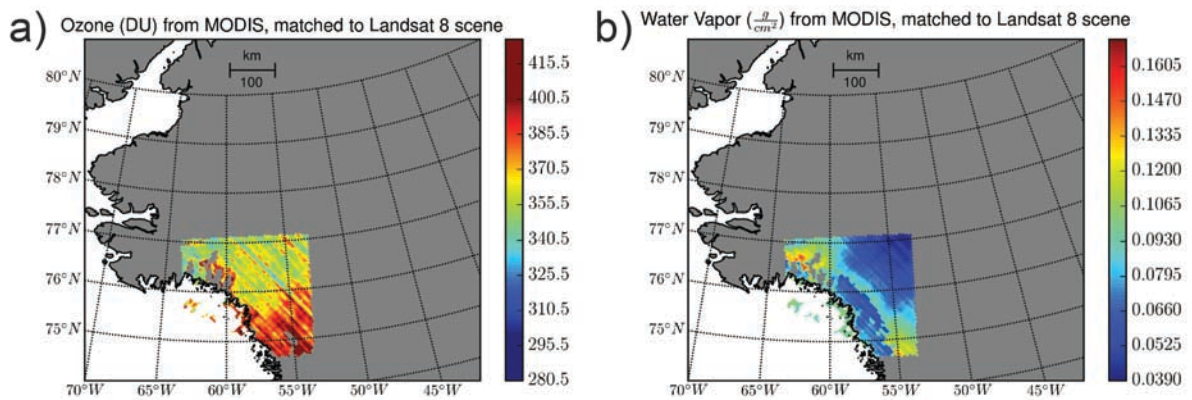 a) Ozone (DU) from MODIS, matched to Landsat 8 scene
km
100
80°N
79°N
78°N
77°N
76°N
75°N
70°W 65°W 60°W 55°W 50°W 45°W
415.5
400.5
385.5
370.5
355.5
340.5
325.5
310.5
295.5
280.5
b) Water Vapor (g/cm²) from MODIS, matched to Landsat 8 scene
km
100
80°N
79°N
78°N
77°N
76°N
75°N
70°W 65°W 60°W 55°W 50°W 45°W
0.1605
0.1470
0.1335
0.1200
0.1065
0.0930
0.0795
0.0660
0.0525
0.0390